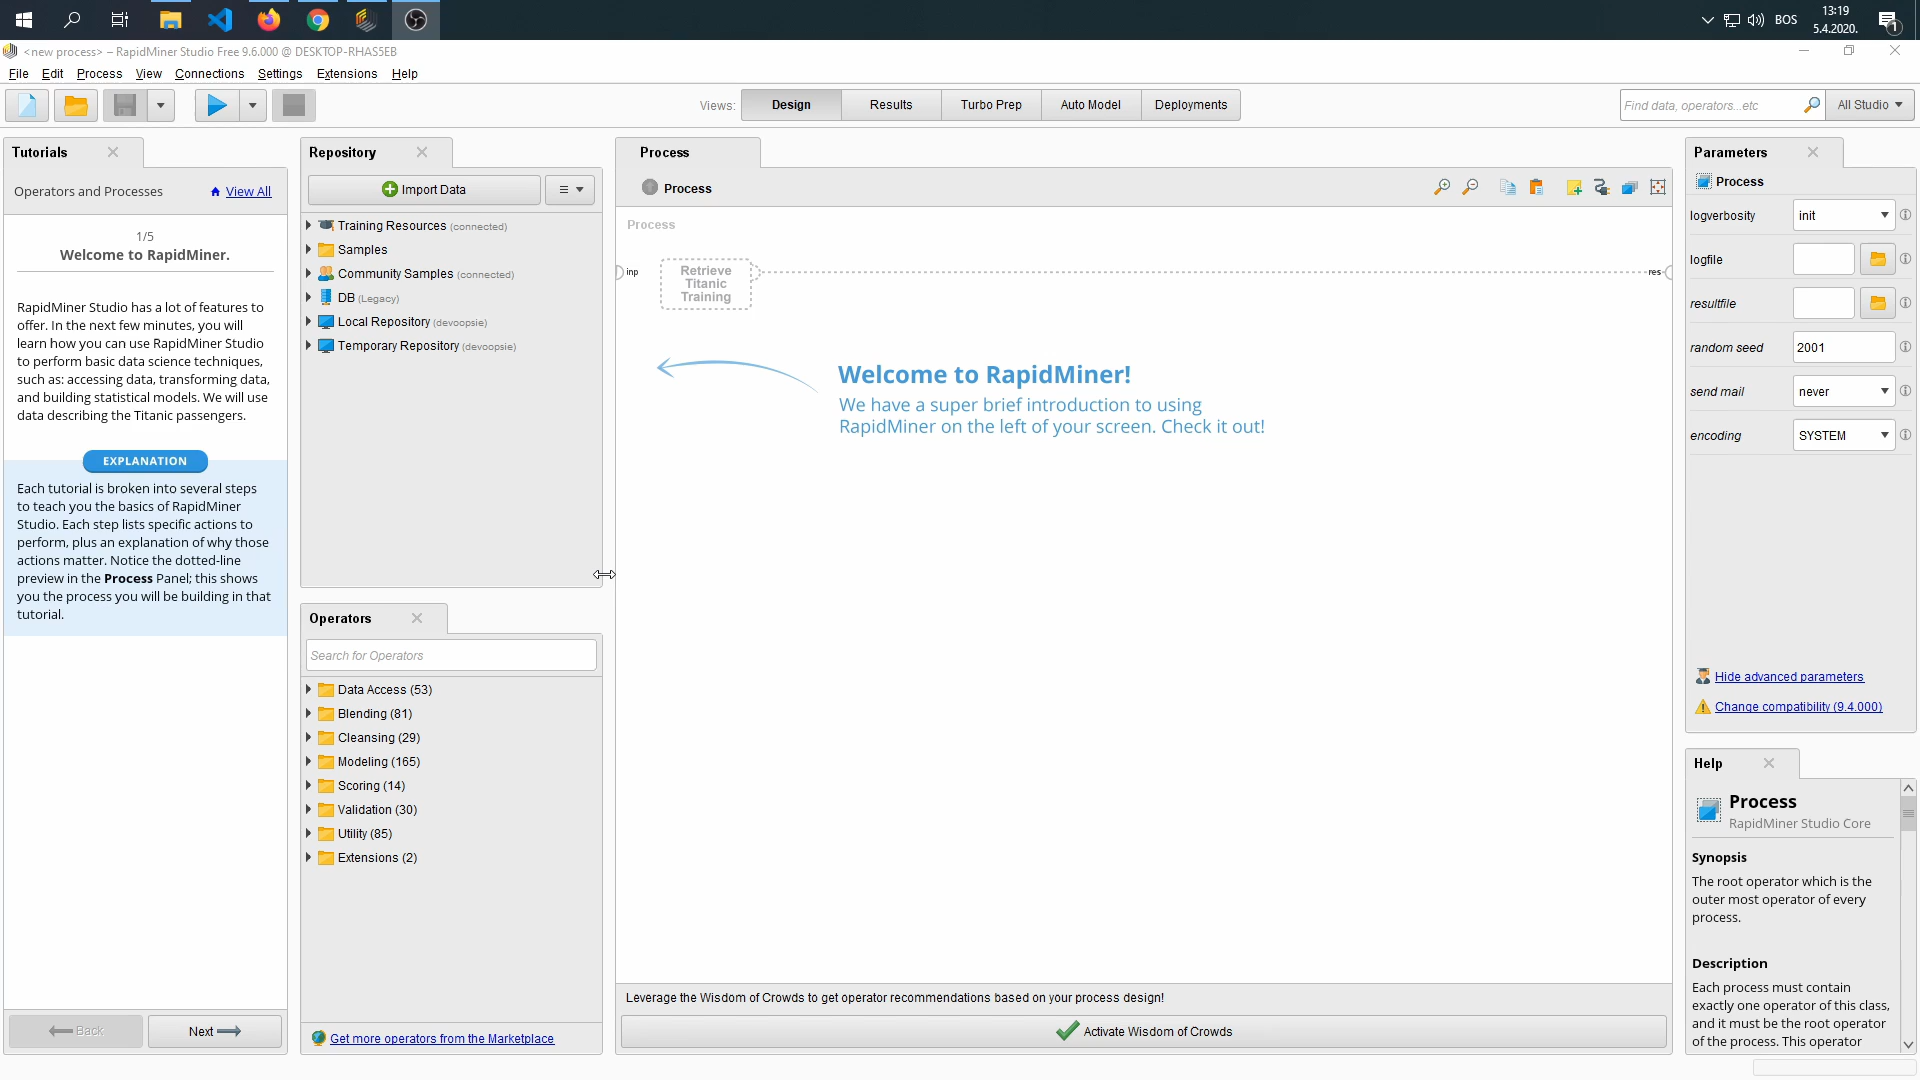 BOS
13:19
5.4.2020.
1
<new process> – RapidMiner Studio Free 9.6.000 @ DESKTOP-RHAS5EB
File Edit Process View Connections Settings Extensions Help
Views: Design Results Turbo Prep Auto Model Deployments
Find data, operators...etc All Studio
Tutorials
Operators and Processes View All
1/5
Welcome to RapidMiner.
RapidMiner Studio has a lot of features to
offer. In the next few minutes, you will
learn how you can use RapidMiner Studio
to perform basic data science techniques,
such as: accessing data, transforming data,
and building statistical models. We will use
data describing the Titanic passengers.
EXPLANATION
Each tutorial is broken into several steps
to teach you the basics of RapidMiner
Studio. Each step lists specific actions to
perform, plus an explanation of why those
actions matter. Notice the dotted-line
preview in the Process Panel; this shows
you the process you will be building in that
tutorial.
Back Next
Repository
Import Data
Training Resources (connected)
Samples
Community Samples (connected)
DB (Legacy)
Local Repository (devoopsie)
Temporary Repository (devoopsie)
Operators
Search for Operators
Data Access (53)
Blending (81)
Cleansing (29)
Modeling (165)
Scoring (14)
Validation (30)
Utility (85)
Extensions (2)
Get more operators from the Marketplace
Process
Process
Process
inp
Retrieve
Titanic
Training
res
Welcome to RapidMiner!
We have a super brief introduction to using
RapidMiner on the left of your screen. Check it out!
Leverage the Wisdom of Crowds to get operator recommendations based on your process design!
Activate Wisdom of Crowds
Parameters
Process
logverbosity init
logfile
resultfile
random seed 2001
send mail never
encoding SYSTEM
Hide advanced parameters
Change compatibility (9.4.000)
Help
Process
RapidMiner Studio Core
Synopsis
The root operator which is the
outer most operator of every
process.
Description
Each process must contain
exactly one operator of this class,
and it must be the root operator
of the process. This operator